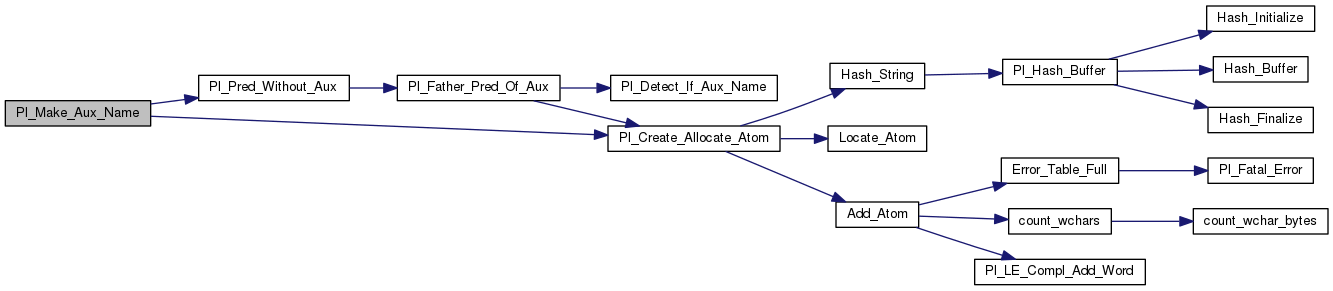 Pl_Make_Aux_Name
Pl_Pred_Without_Aux
Pl_Father_Pred_Of_Aux
Pl_Detect_If_Aux_Name
Pl_Create_Allocate_Atom
Hash_String
Locate_Atom
Add_Atom
Pl_Hash_Buffer
Hash_Initialize
Hash_Buffer
Hash_Finalize
Error_Table_Full
Pl_Fatal_Error
count_wchars
count_wchar_bytes
Pl_LE_Compl_Add_Word